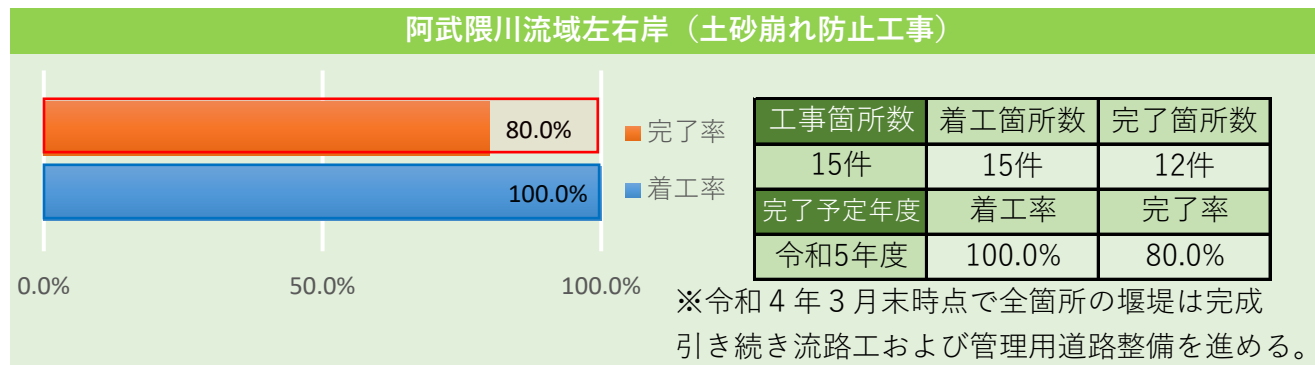 阿武隈川流域左右岸（土砂崩れ防止工事）
80.0%
100.0%
完了率
着工率
0.0% 50.0% 100.0%
工事箇所数 着工箇所数 完了箇所数
15件 15件 12件
完了予定年度 着工率 完了率
令和5年度 100.0% 80.0%
※令和４年３月末時点で全箇所の堰堤は完成
引き続き流路工および管理用道路整備を進める。